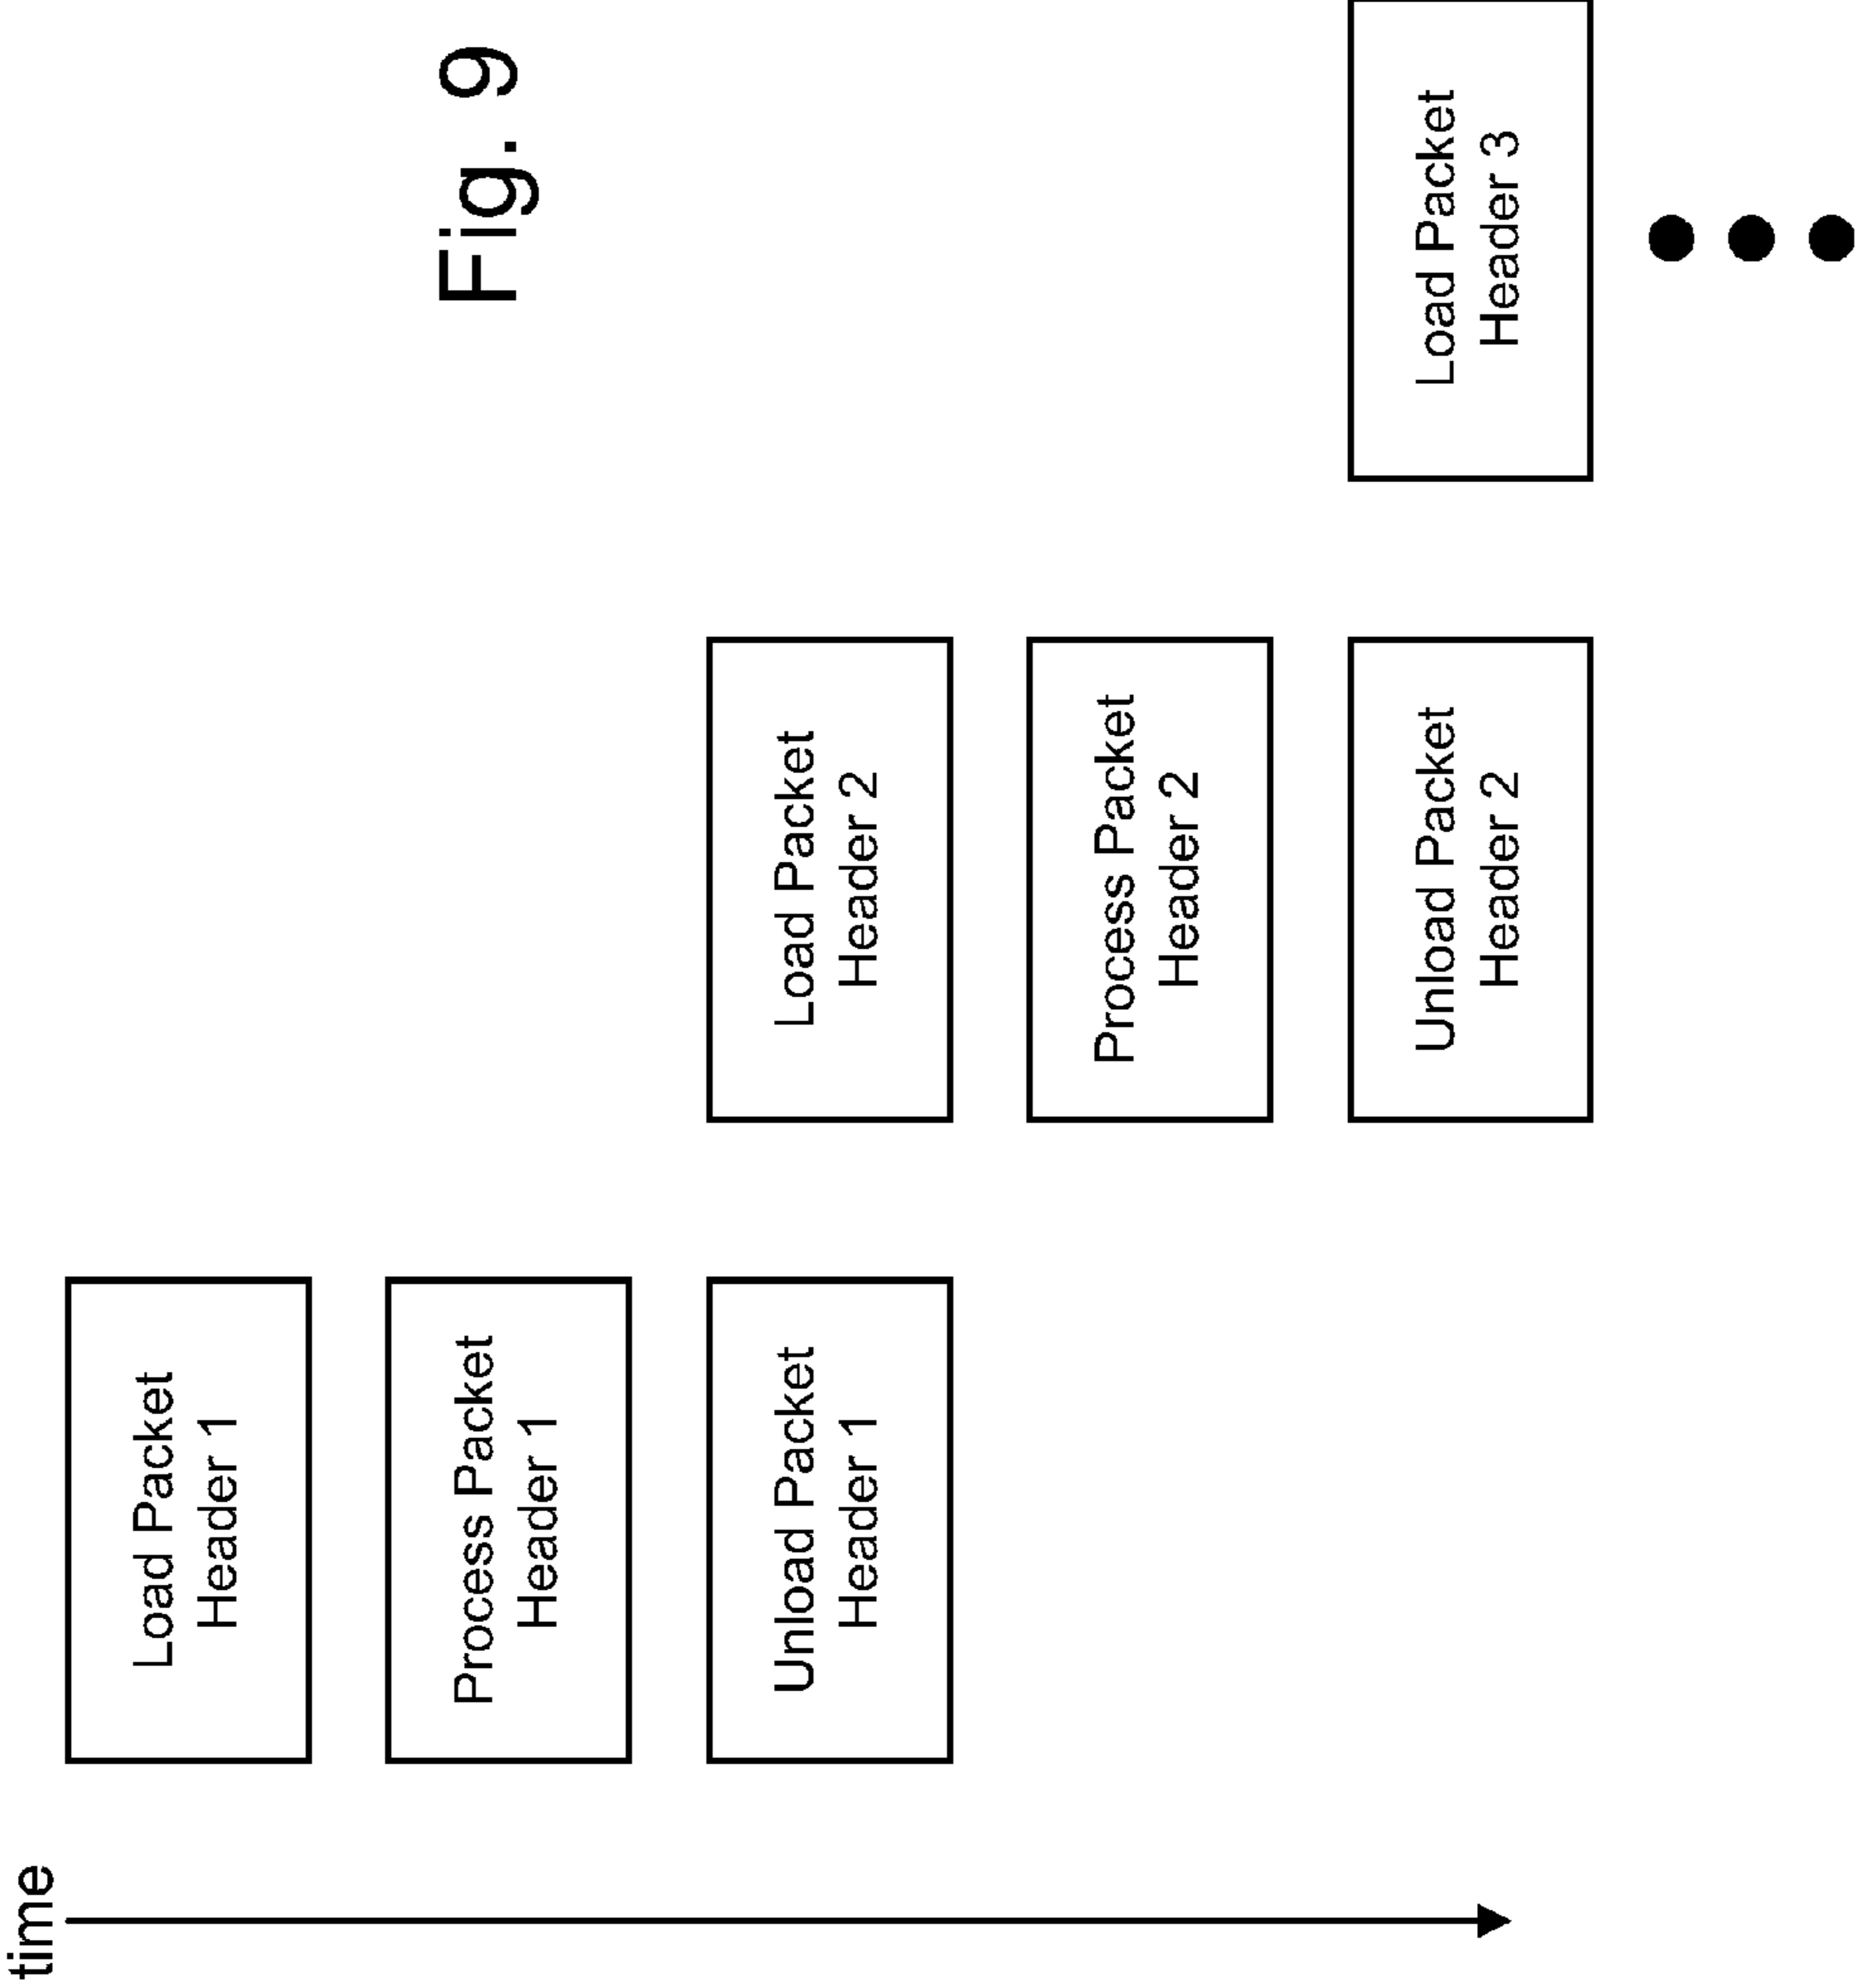 time
Load Packet
Header 1
Process Packet
Header 1
Unload Packet
Header 1
Load Packet
Header 2
Process Packet
Header 2
Unload Packet
Header 2
Load Packet
Header 3
Fig. 9